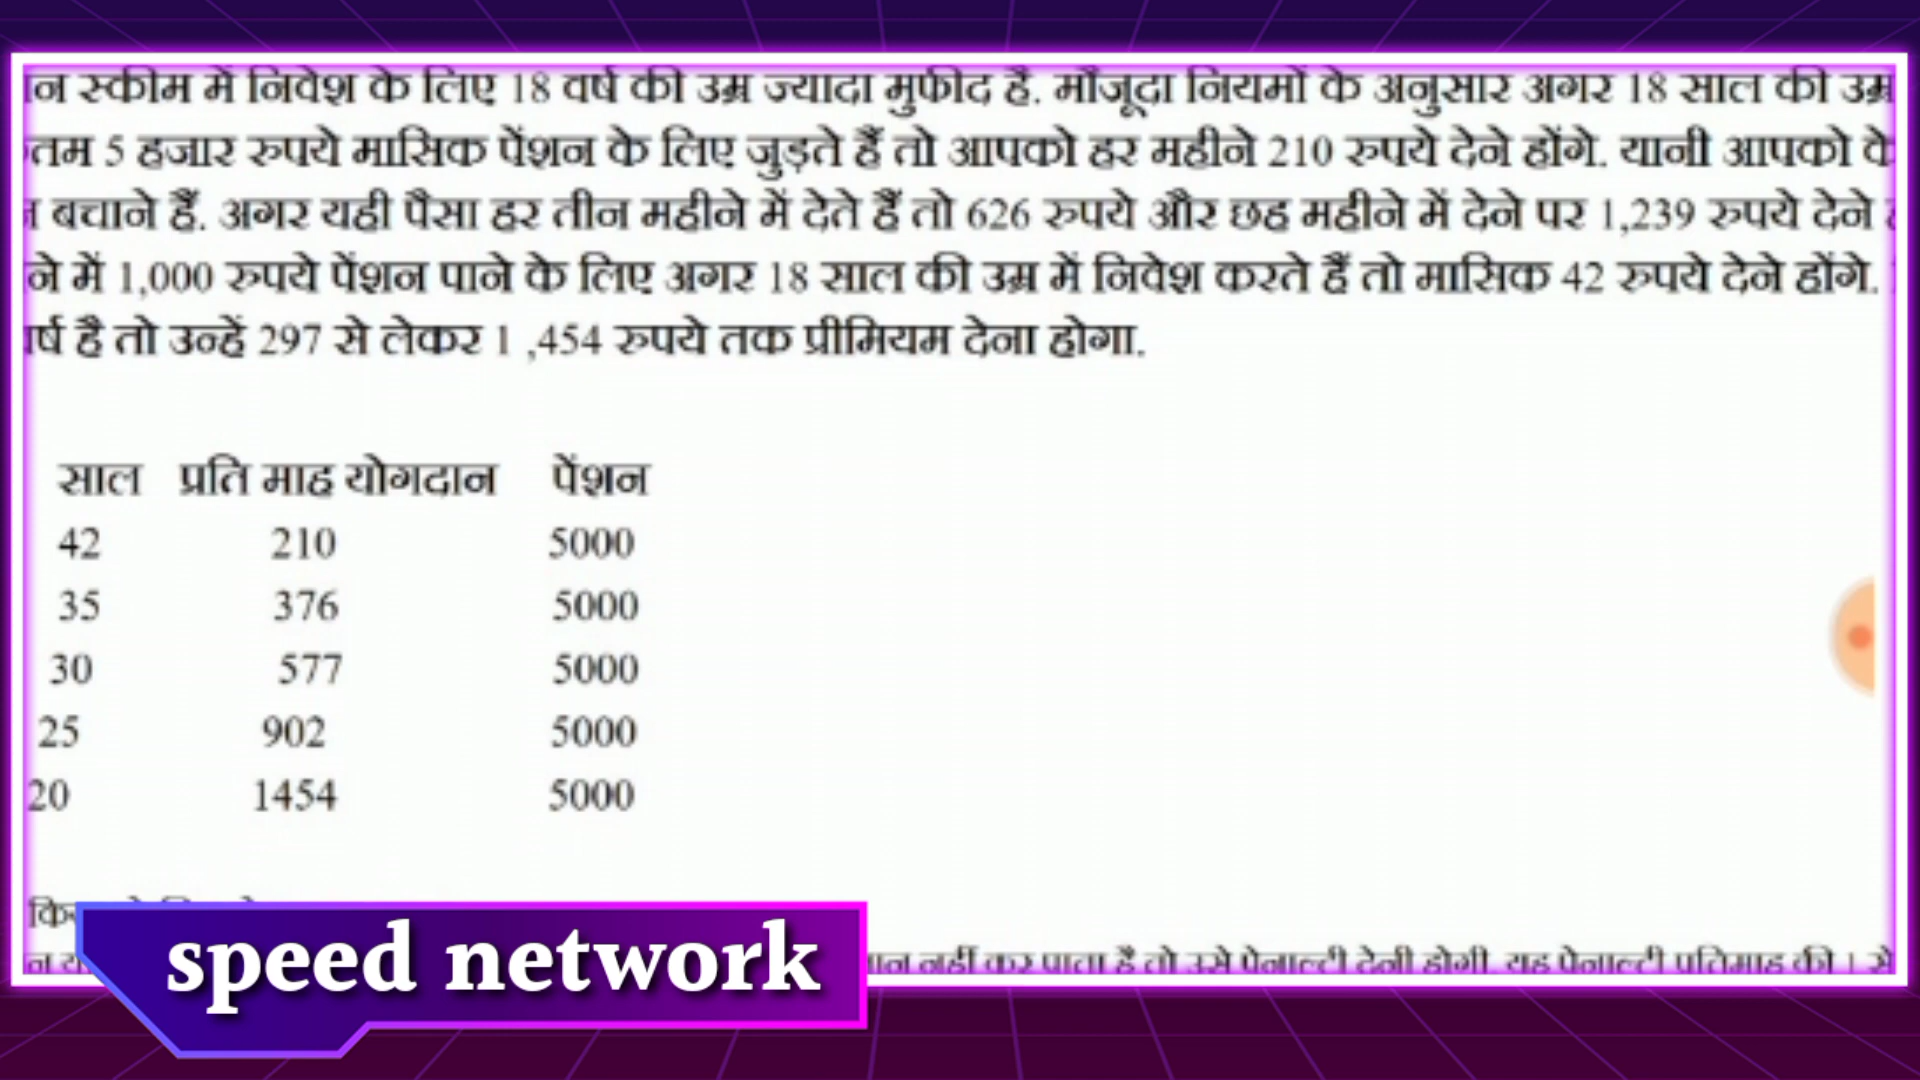 स्कीम में निवेश के लिए 18 वर्ष की उम्र ज्यादा मुफीद है. मौजूदा नियमों के अनुसार अगर 18 साल की उम्र
5 हजार रुपये मासिक पेंशन के लिए जुड़ते हैं तो आपको हर महीने 210 रुपये देने होंगे. यानी आपको
बचाने हैं. अगर यही पैसा हर तीन महीने में देते हैं तो 626 रुपये और छह महीने में देने पर 1,239 रुपये देने
में 1,000 रुपये पेंशन पाने के लिए अगर 18 साल की उम्र में निवेश करते हैं तो मासिक 42 रुपये देने होंगे.
है तो उन्हें 297 से लेकर 1 ,454 रुपये तक प्रीमियम देना होगा.
साल प्रति माह योगदान पेंशन
42 210 5000
35 376 5000
30 577 5000
25 902 5000
20 1454 5000
नहीं कर पाता है तो उसे पेनाल्टी देनी होगी. यह पेनाल्टी प्रतिमाह की 1 से
speed network